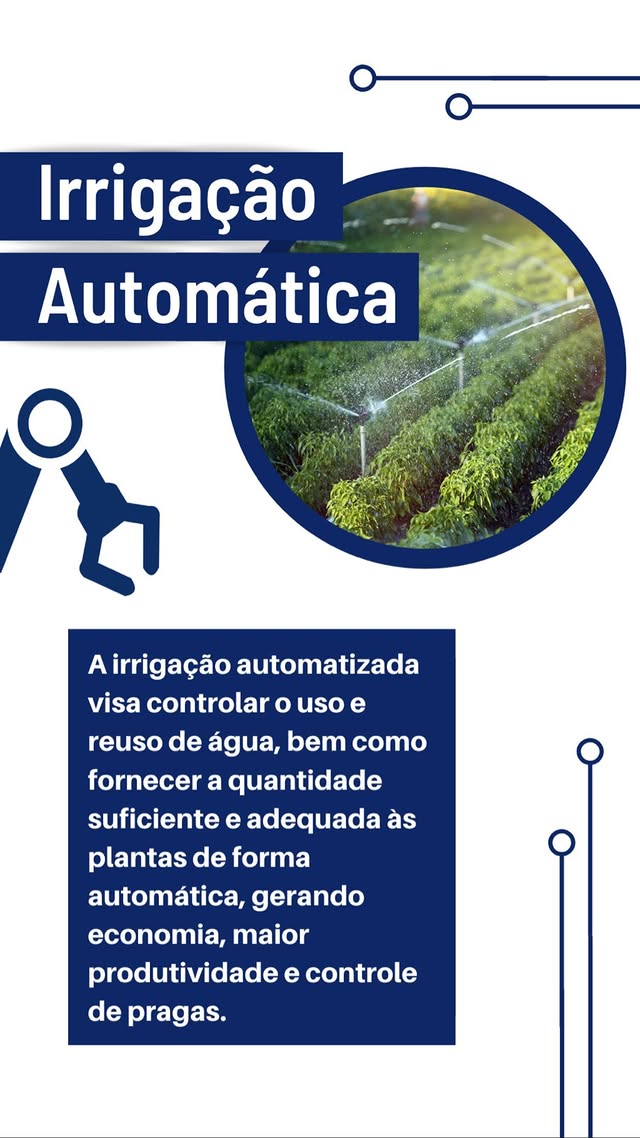 Irrigação
Automática
A irrigação automatizada
visa controlar o uso e
reuso de água, bem como
fornecer a quantidade
suficiente e adequada às
plantas de forma
automática, gerando
economia, maior
produtividade e controle
de pragas.